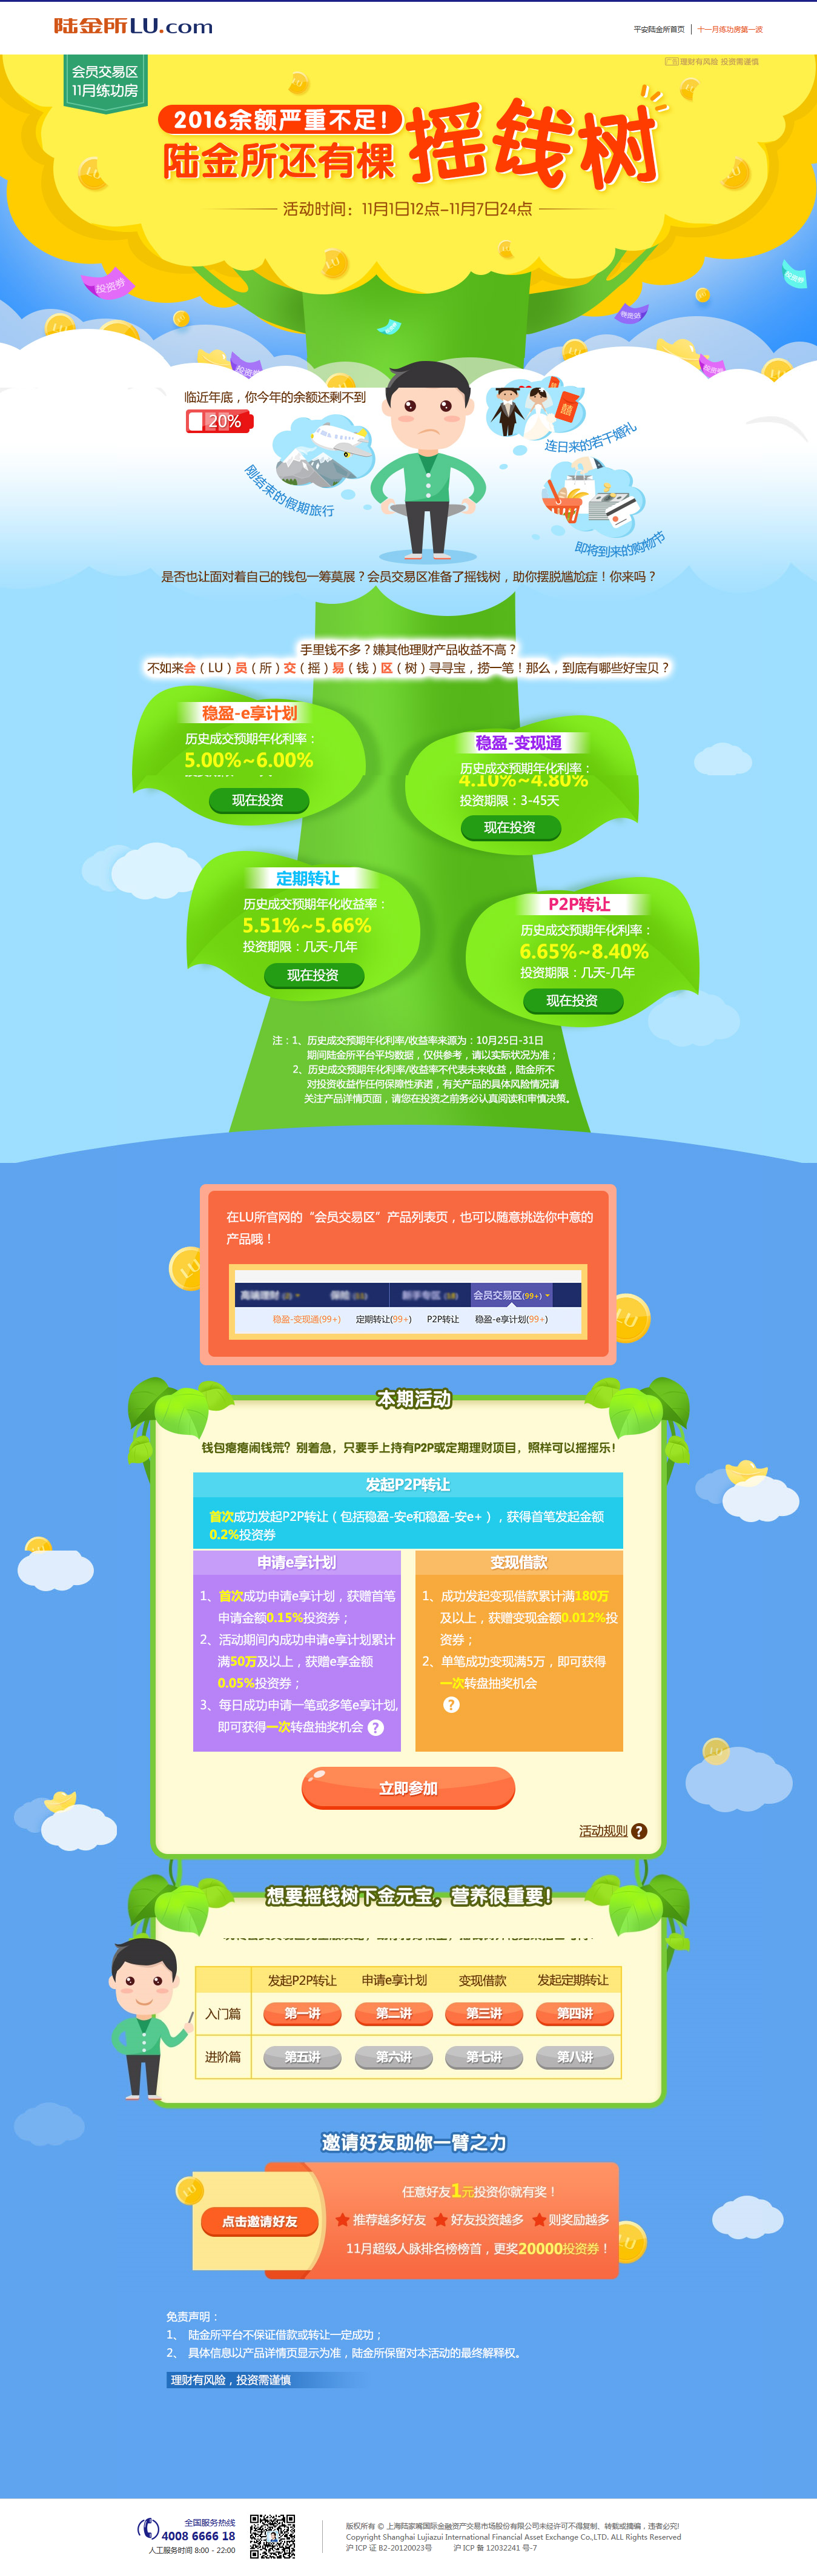 陆金所LU.com
平安陆金所首页 | 十一月练功房第一波
会员交易区
11月练功房
理财有风险 投资需谨慎
2016余额严重不足!
陆金所还有棵 摇钱树
活动时间：11月1日12点-11月7日24点
投资券
投资券
投资券
投资券
临近年底，你今年的余额还剩不到
20%
刚结束的假期旅行
连日来的若干婚礼
即将到来的购物节
是否也让面对着自己的钱包一筹莫展？会员交易区准备了摇钱树，助你摆脱尴尬症！你来吗？
手里钱不多？嫌其他理财产品收益不高？
不如来会（LU）员（所）交（摇）易（钱）区（树）寻寻宝，捞一笔！那么，到底有哪些好宝贝？
稳盈-e享计划
历史成交预期年化利率：
5.00%~6.00%
现在投资
稳盈-变现通
历史成交预期年化利率：
4.10%~4.80%
投资期限：3-45天
现在投资
定期转让
历史成交预期年化收益率：
5.51%~5.66%
投资期限：几天-几年
现在投资
P2P转让
历史成交预期年化利率：
6.65%~8.40%
投资期限：几天-几年
现在投资
注：1、历史成交预期年化利率/收益率来源为：10月25日-31日
期间陆金所平台平均数据，仅供参考，请以实际状况为准；
2、历史成交预期年化利率/收益率不代表未来收益，陆金所不
对投资收益作任何保障性承诺，有关产品的具体风险情况请
关注产品详情页面，请您在投资之前务必认真阅读和审慎决策。
在LU所官网的“会员交易区”产品列表页，也可以随意挑选你中意的
产品哦！
高端理财 保险 新手专区 会员交易区(99+)
稳盈-变现通(99+) 定期转让(99+) P2P转让 稳盈-e享计划(99+)
本期活动
钱包瘪瘪闹钱荒？别着急，只要手上持有P2P或定期理财项目，照样可以摇摇乐！
发起P2P转让
首次成功发起P2P转让（包括稳盈-安e和稳盈-安e+），获得首笔发起金额
0.2%投资券
申请e享计划
1、首次成功申请e享计划，获赠首笔
申请金额0.15%投资券；
2、活动期间内成功申请e享计划累计
满50万及以上，获赠e享金额
0.05%投资券；
3、每日成功申请一笔或多笔e享计划,
即可获得一次转盘抽奖机会 ?
变现借款
1、成功发起变现借款累计满180万
及以上，获赠变现金额0.012%投
资券；
2、单笔成功变现满5万，即可获得
一次转盘抽奖机会
?
立即参加
活动规则 ?
想要摇钱树下金元宝，营养很重要！
发起P2P转让 申请e享计划 变现借款 发起定期转让
入门篇 第一讲 第二讲 第三讲 第四讲
进阶篇 第五讲 第六讲 第七讲 第八讲
邀请好友助你一臂之力
点击邀请好友
任意好友1元投资你就有奖！
★ 推荐越多好友 ★ 好友投资越多 ★ 则奖励越多
11月超级人脉排名榜榜首，更奖20000投资券！
免责声明：
1、 陆金所平台不保证借款或转让一定成功；
2、 具体信息以产品详情页显示为准，陆金所保留对本活动的最终解释权。
理财有风险，投资需谨慎
全国服务热线
4008 6666 18
人工服务时间 8:00 - 22:00
版权所有 © 上海陆家嘴国际金融资产交易市场股份有限公司未经许可不得复制、转载或摘编，违者必究!
Copyright Shanghai Lujiazui International Financial Asset Exchange Co.,LTD. ALL Rights Reserved
沪 ICP 证 B2-20120023号 沪 ICP 备 12032241 号-7